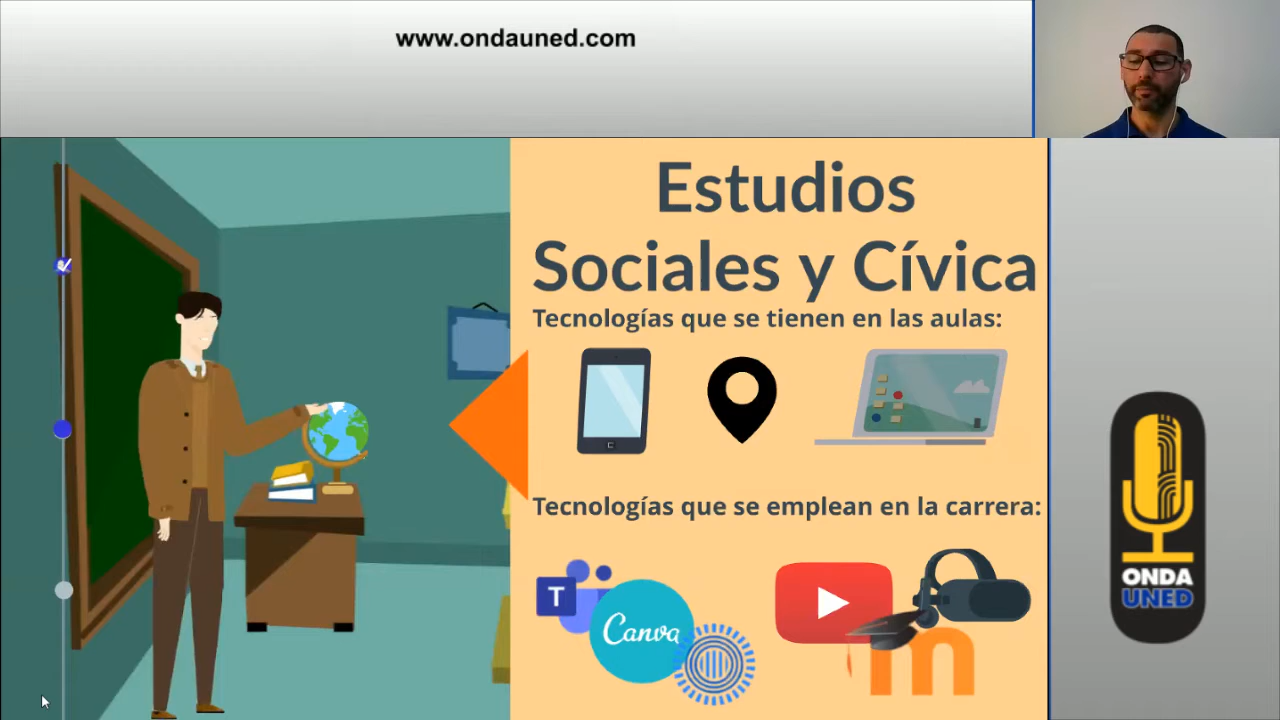 www.ondauned.com
Estudios
Sociales y Cívica
Tecnologías que se tienen en las aulas:
Tecnologías que se emplean en la carrera:
T
Canva
m
ONDA
UNED